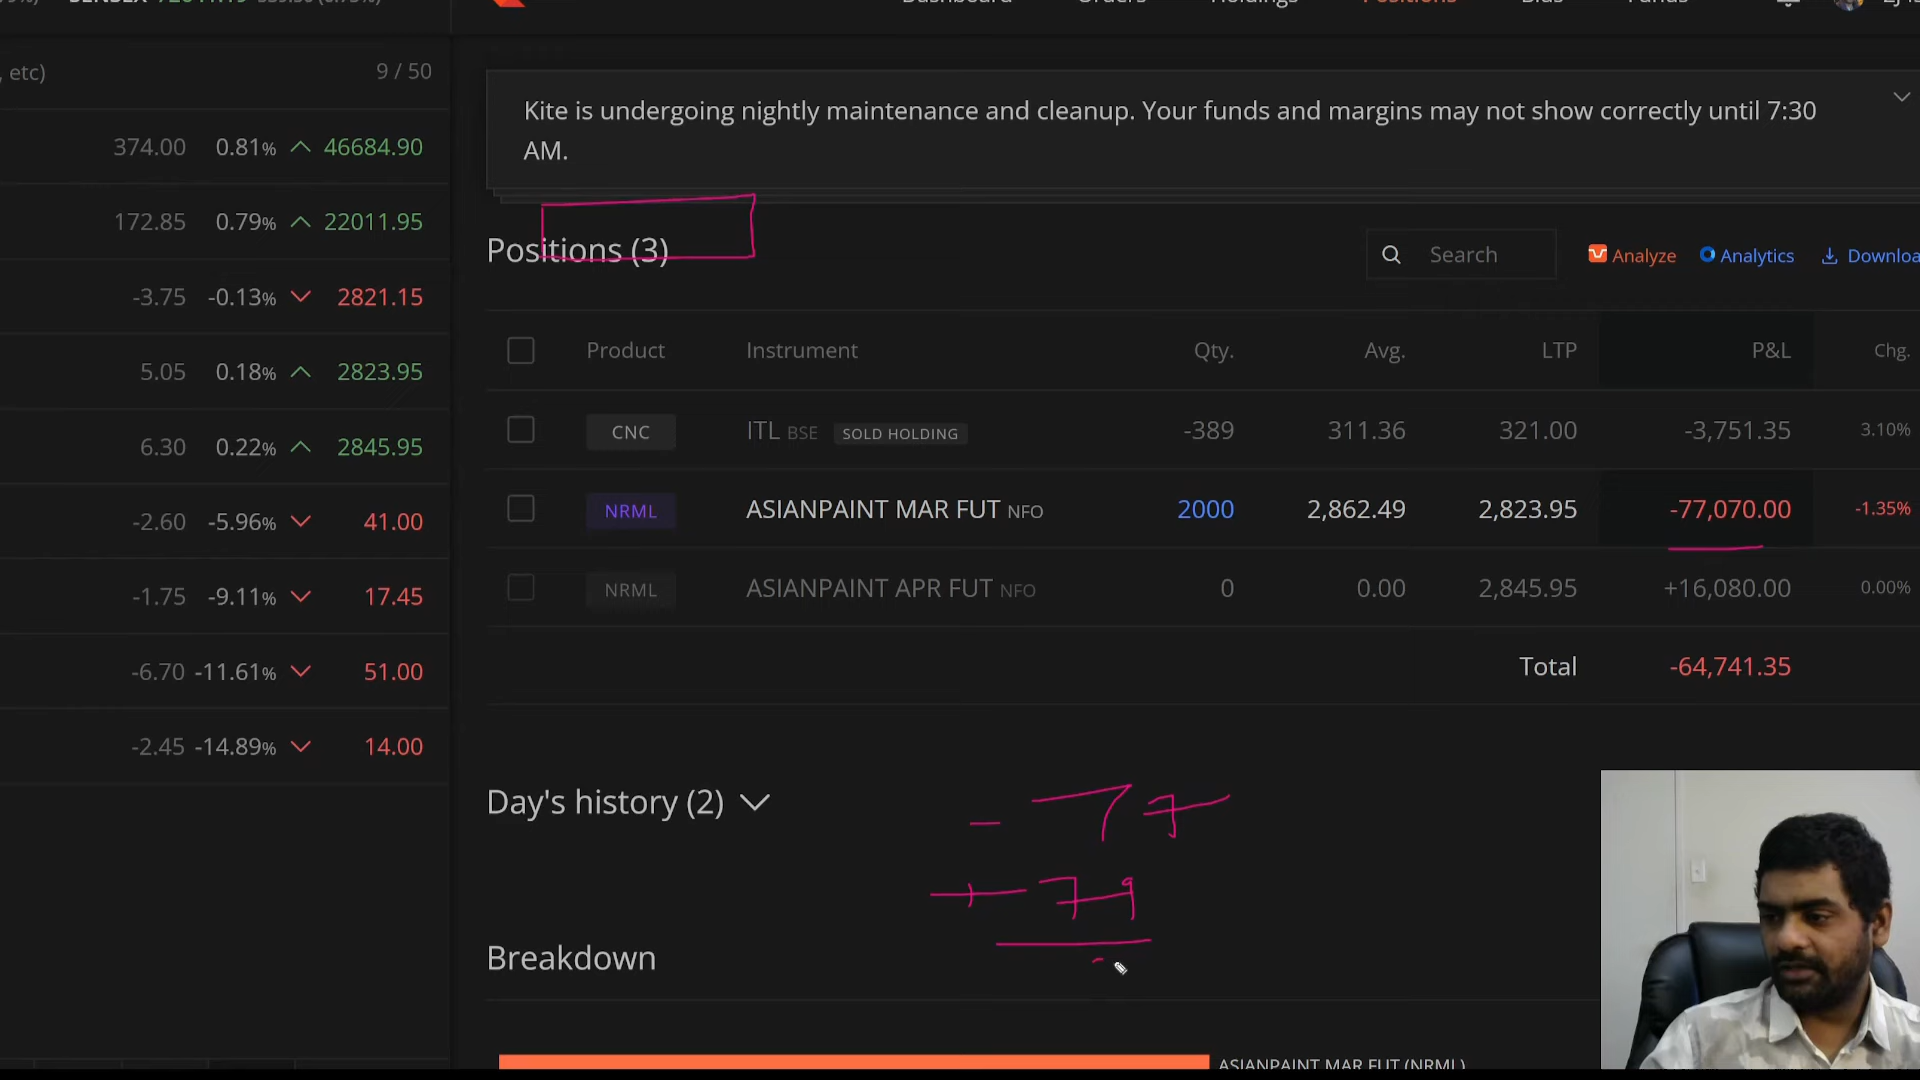 , etc) 9 / 50
374.00 0.81% 46684.90
172.85 0.79% 22011.95
-3.75 -0.13% 2821.15
5.05 0.18% 2823.95
6.30 0.22% 2845.95
-2.60 -5.96% 41.00
-1.75 -9.11% 17.45
-6.70 -11.61% 51.00
-2.45 -14.89% 14.00
Kite is undergoing nightly maintenance and cleanup. Your funds and margins may not show correctly until 7:30
AM.
Positions (3) Search Analyze Analytics Downloa
Product Instrument Qty. Avg. LTP P&L Chg.
CNC ITL BSE SOLD HOLDING -389 311.36 321.00 -3,751.35 3.10%
NRML ASIANPAINT MAR FUT NFO 2000 2,862.49 2,823.95 -77,070.00 -1.35%
NRML ASIANPAINT APR FUT NFO 0 0.00 2,845.95 +16,080.00 0.00%
Total -64,741.35
Day's history (2)
- 77
+ 79
Breakdown
ASIANPAINT MAR FUT (NRML)